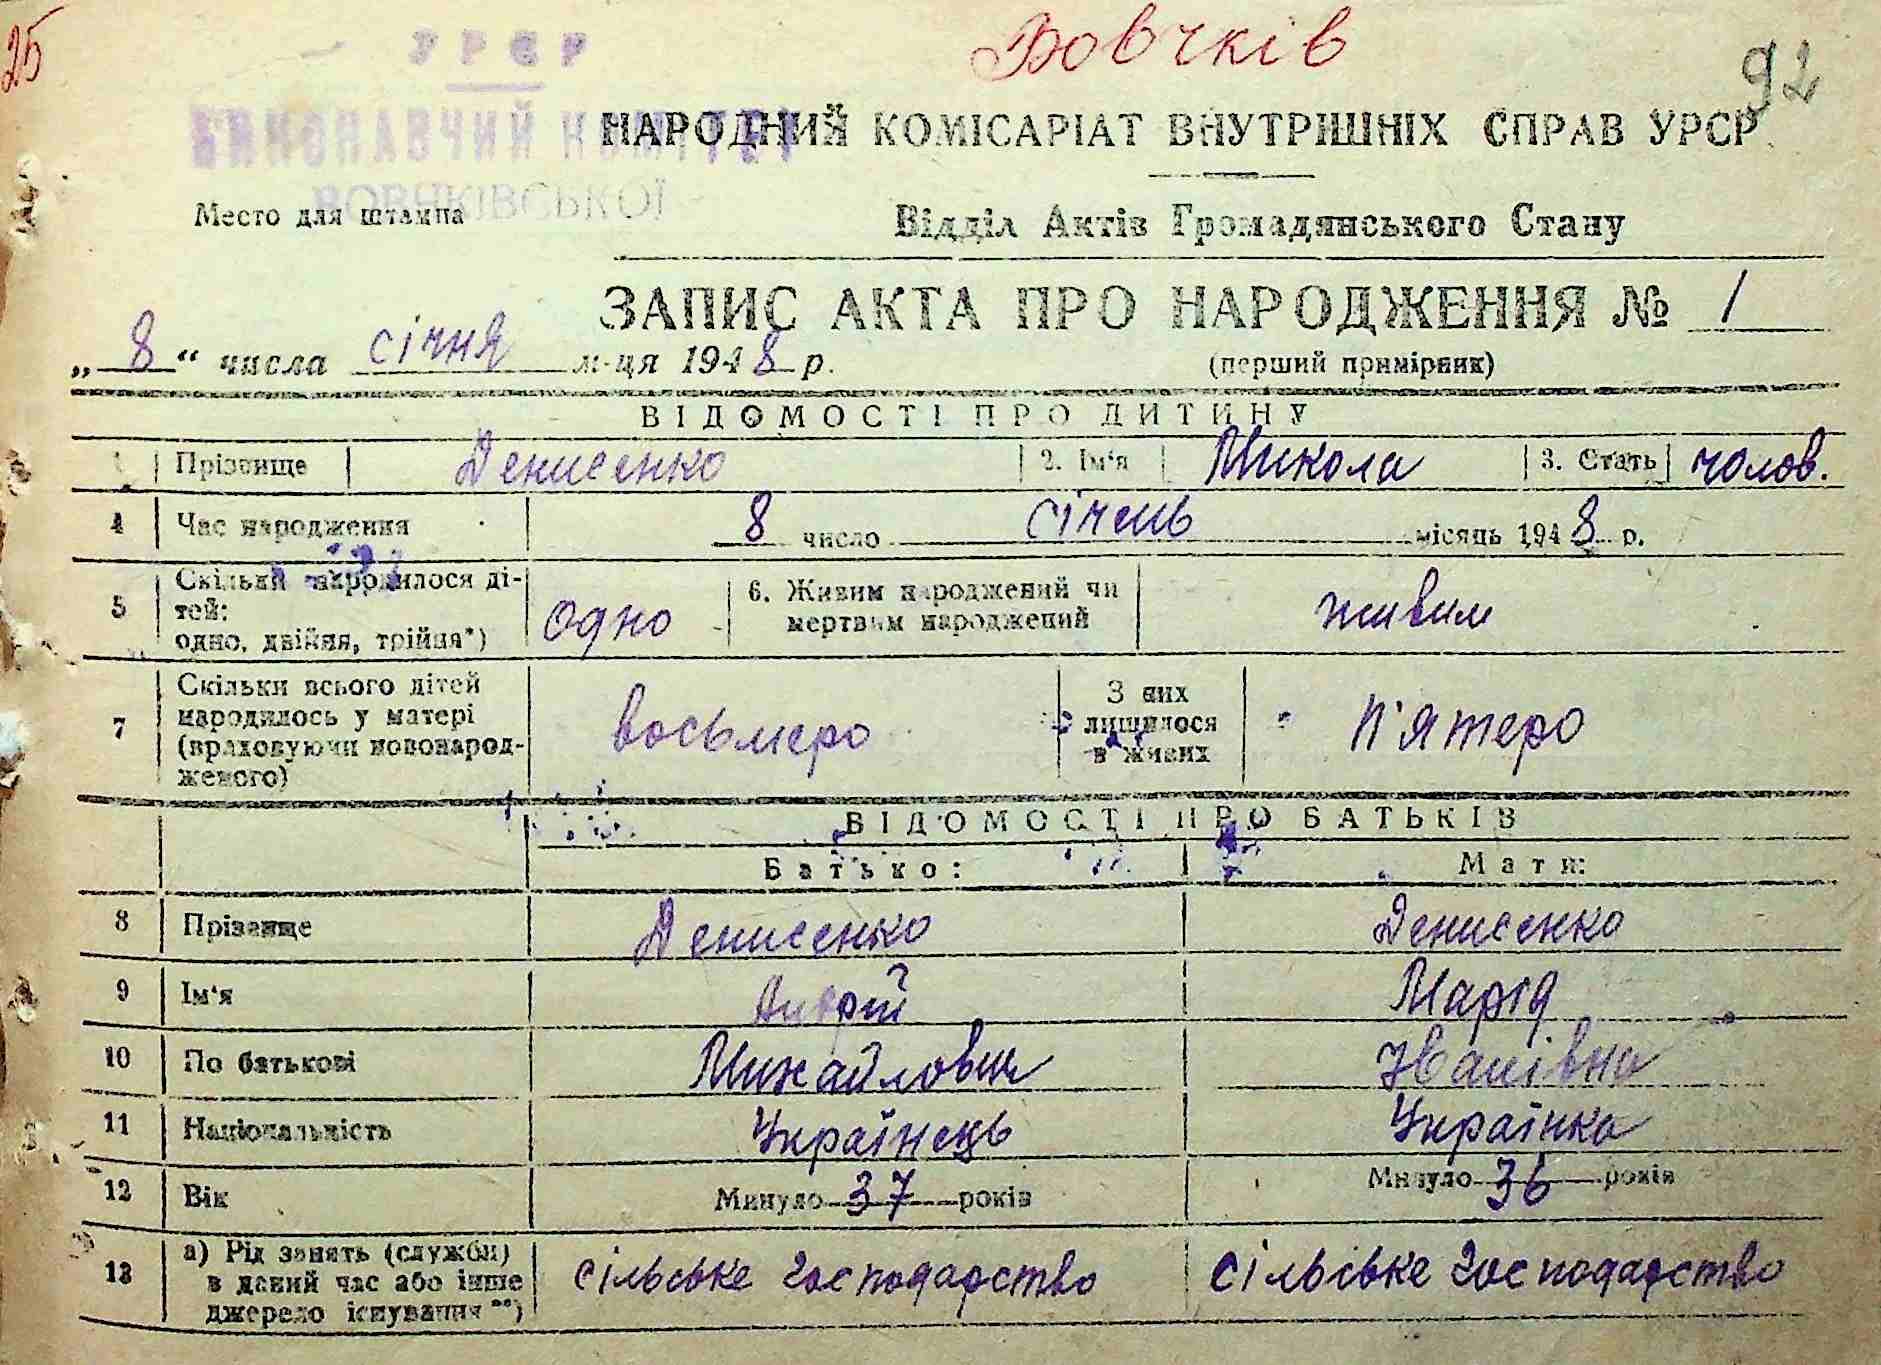 25
Вовчків
92
УРСР
ВИКОНАВЧИЙ КОМІТЕТ
ВОВЧКІВСЬКОЇ
НАРОДНИЙ КОМІСАРІАТ ВНУТРІШНІХ СПРАВ УРСР
Место для штампа
Відділ Актів Громадянського Стану
ЗАПИС АКТА ПРО НАРОДЖЕННЯ № 1
„ 8 “ числа січня м-ця 1948 р.
(перший примірник)
ВІДОМОСТІ ПРО ДИТИНУ
1 Прізвище Денисенко 2. Ім'я Микола 3. Стать чолов.
4 Час народження 8 число січень місяць 1948 р.
5 Скільки народилося ді-
тей:
одно, двійня, трійня*) одно
6. Живим народжений чи
мертвим народжений живим
7 Скільки всього дітей
народилось у матері
(враховуючи новонарод-
женого) восьмеро
З них
лишилося
в живих п'ятеро
ВІДОМОСТІ ПРО БАТЬКІВ
Батько: Мати:
8 Прізвище Денисенко Денисенко
9 Ім'я Андрій Марія
10 По батькові Михайлович Іванівна
11 Національність Українець Українка
12 Вік Минуло 37 років Минуло 36 років
13 а) Рід занять (служби)
в даний час або інше
джерело існування**) сільське господарство сільське господарство